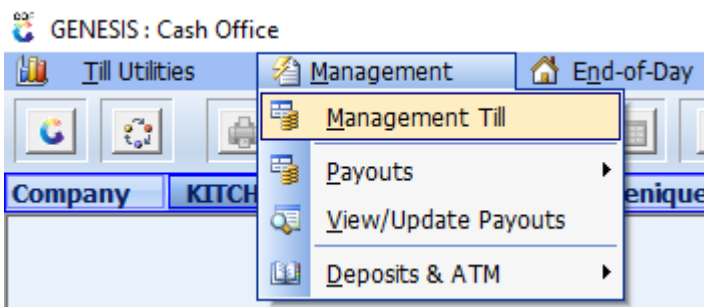 GENESIS : Cash Office
Till Utilities Management End-of-Day
Management Till
Payouts
Company KITCH enique
View/Update Payouts
Deposits & ATM